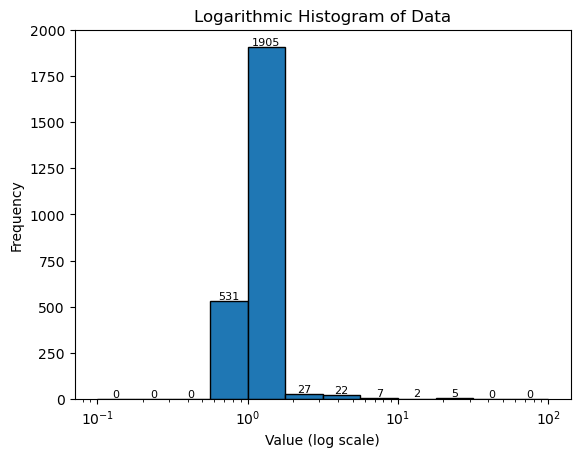 Logarithmic Histogram of Data
Frequency
2000
1750
1500
1250
1000
750
500
250
0
0 0 0 531 1905 27 22 7 2 5 0 0
10⁻¹ 10⁰ 10¹ 10²
Value (log scale)